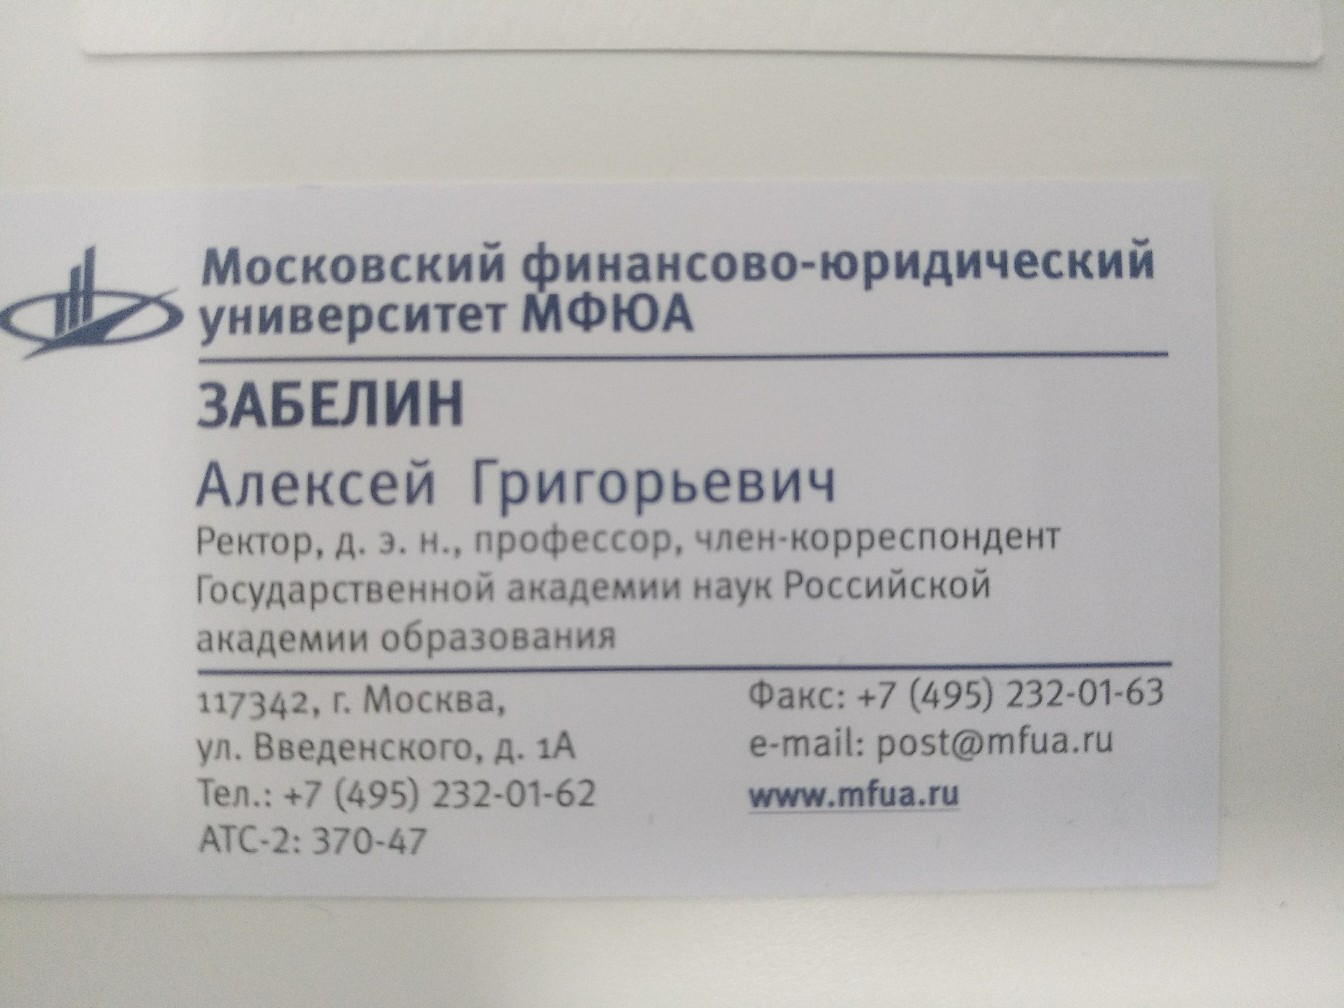 Московский финансово-юридический
университет МФЮА
ЗАБЕЛИН
Алексей Григорьевич
Ректор, д. э. н., профессор, член-корреспондент
Государственной академии наук Российской
академии образования
117342, г. Москва,
ул. Введенского, д. 1А
Тел.: +7 (495) 232-01-62
АТС-2: 370-47
Факс: +7 (495) 232-01-63
e-mail: post@mfua.ru
www.mfua.ru